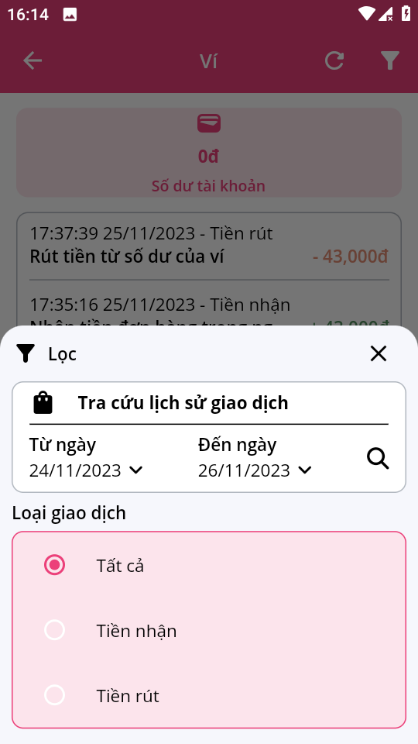 16:14
Ví
0đ
Số dư tài khoản
17:37:39 25/11/2023 - Tiền rút
Rút tiền từ số dư của ví - 43,000đ
17:35:16 25/11/2023 - Tiền nhận
Lọc
Tra cứu lịch sử giao dịch
Từ ngày Đến ngày
24/11/2023 26/11/2023
Loại giao dịch
Tất cả
Tiền nhận
Tiền rút